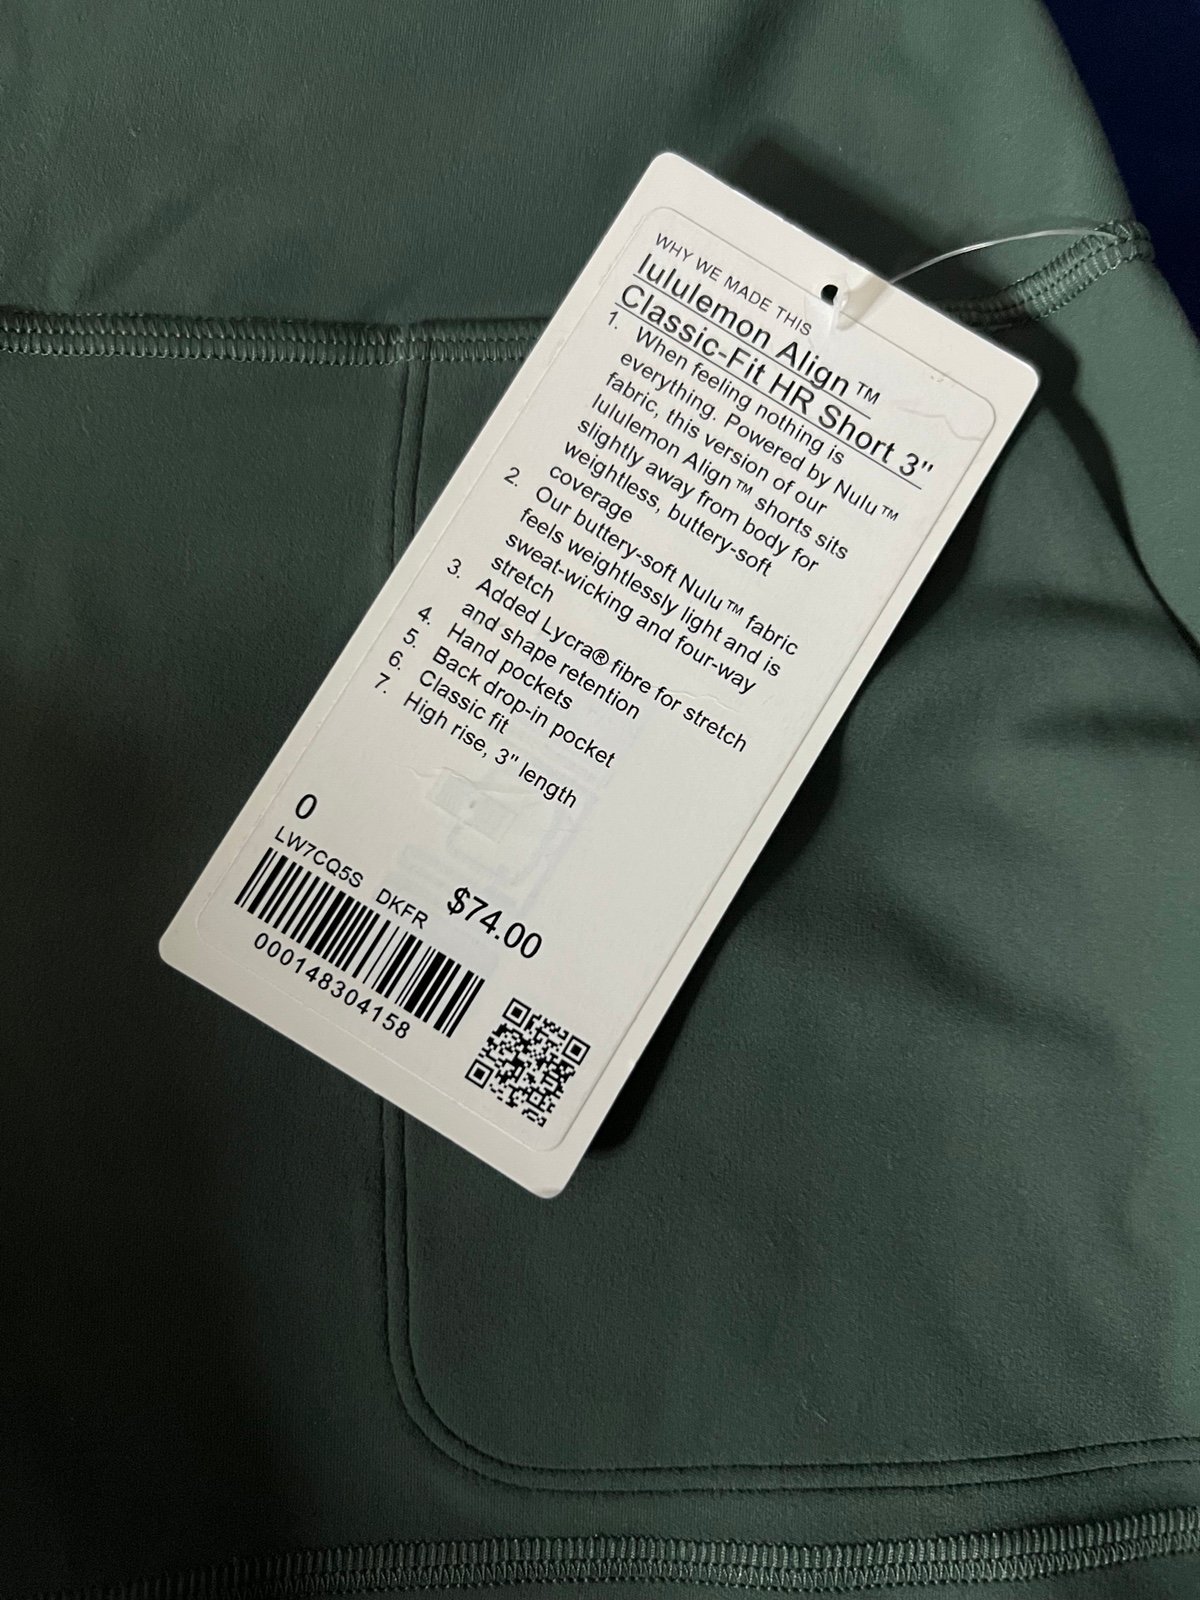 WHY WE MADE THIS
lululemon Align™
Classic-Fit HR Short 3"
1. When feeling nothing is
everything. Powered by Nulu™
fabric, this version of our
lululemon Align™ shorts sits
slightly away from body for
weightless, buttery-soft
coverage
2. Our buttery-soft Nulu™ fabric
feels weightlessly light and is
sweat-wicking and four-way
stretch
3. Added Lycra® fibre for stretch
and shape retention
4. Hand pockets
5. Back drop-in pocket
6. Classic fit
7. High rise, 3" length
0
LW7CQ5S DKFR
$74.00
000148304158